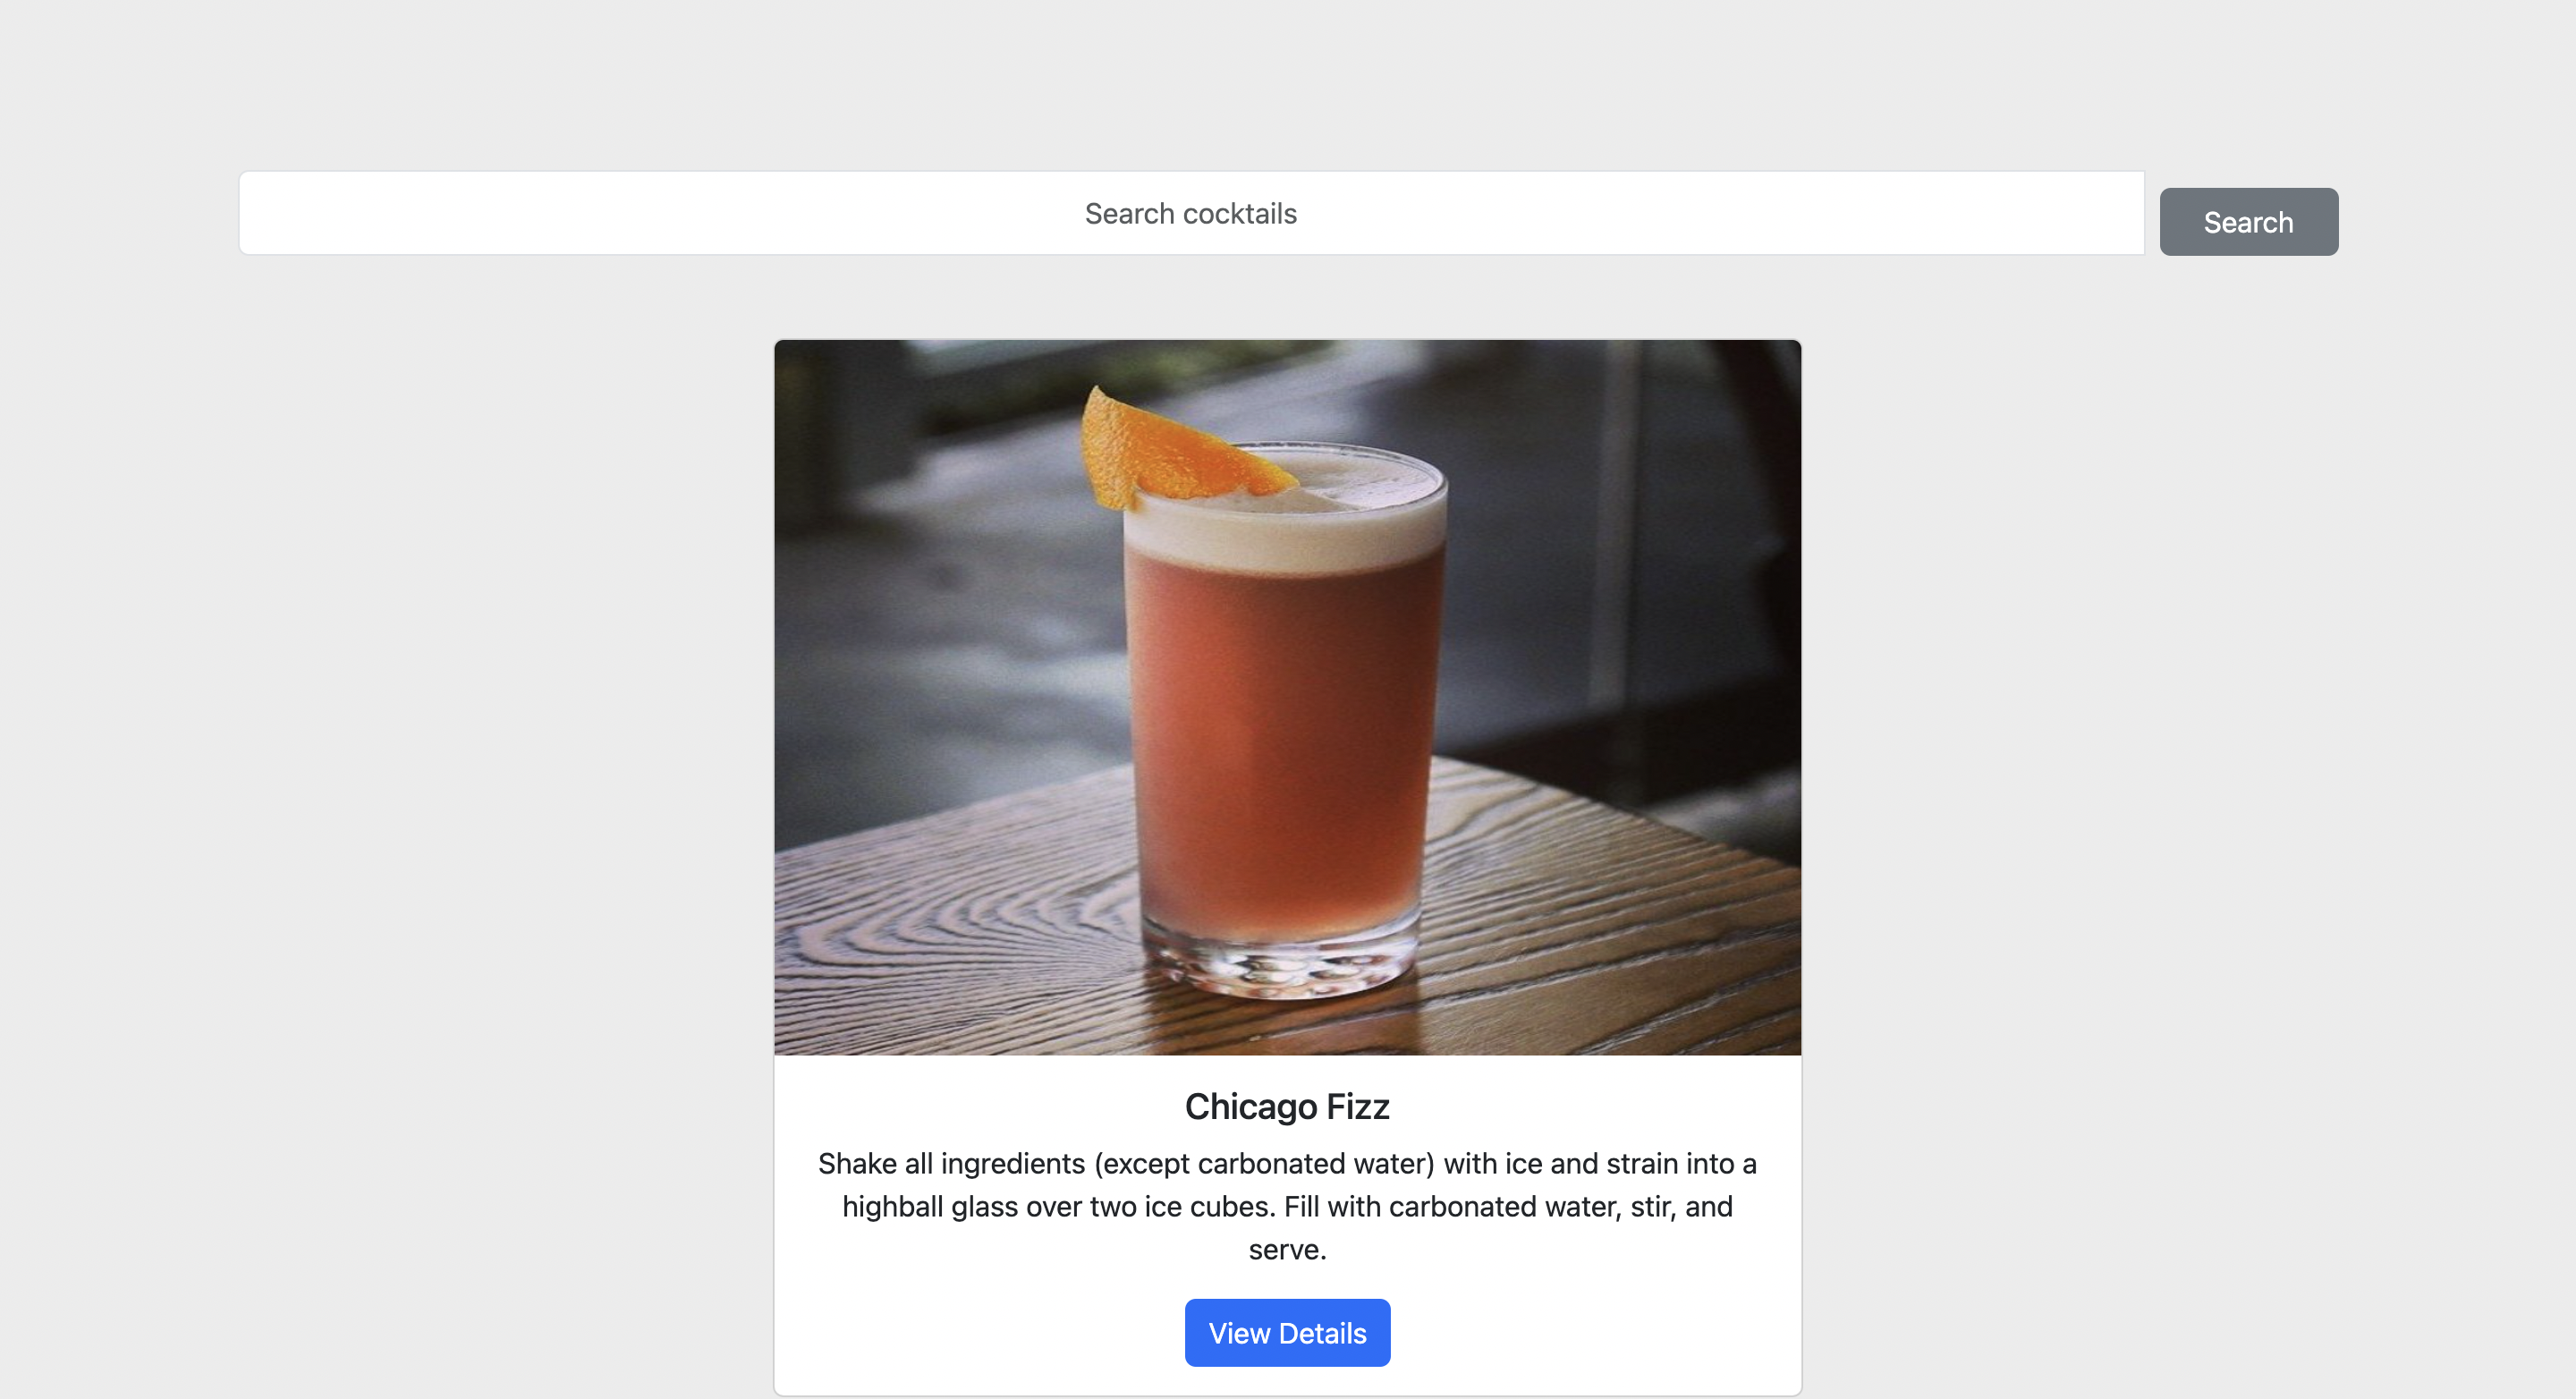 Search cocktails
Search
Chicago Fizz
Shake all ingredients (except carbonated water) with ice and strain into a
highball glass over two ice cubes. Fill with carbonated water, stir, and
serve.
View Details